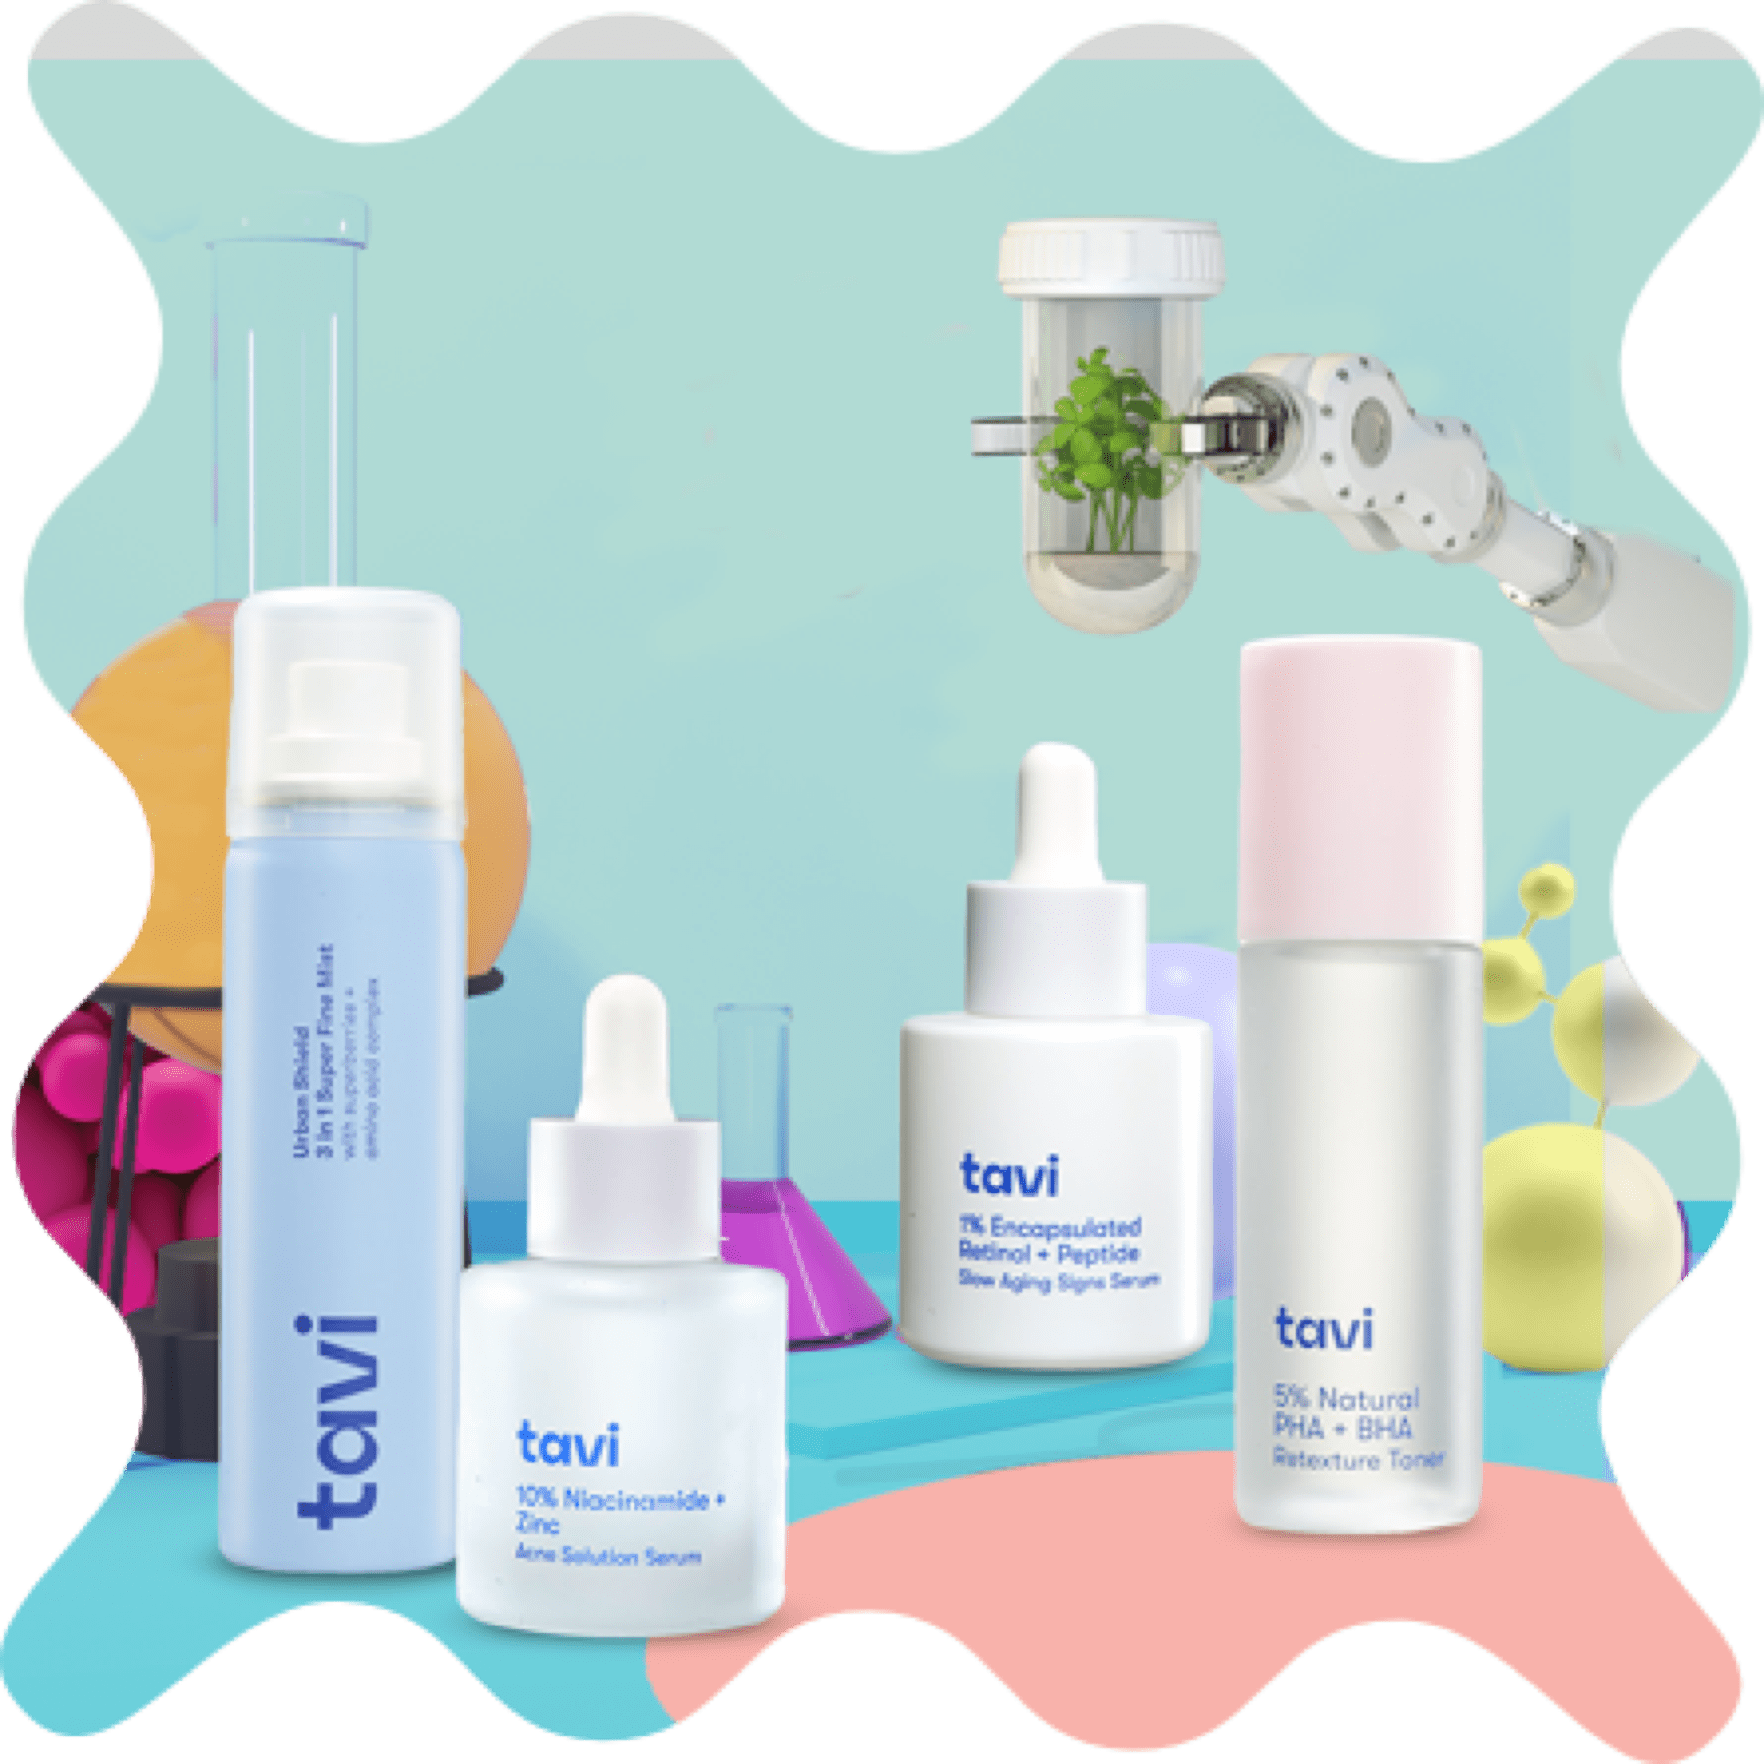 Urban Shield
3 in 1 Super Fine Mist
with superberries +
amino acid complex
tavi
tavi
10% Niacinamide +
Zinc
Acne Solution Serum
tavi
1% Encapsulated
Retinol + Peptide
Slow Aging Signs Serum
tavi
5% Natural
PHA + BHA
Retexture Toner